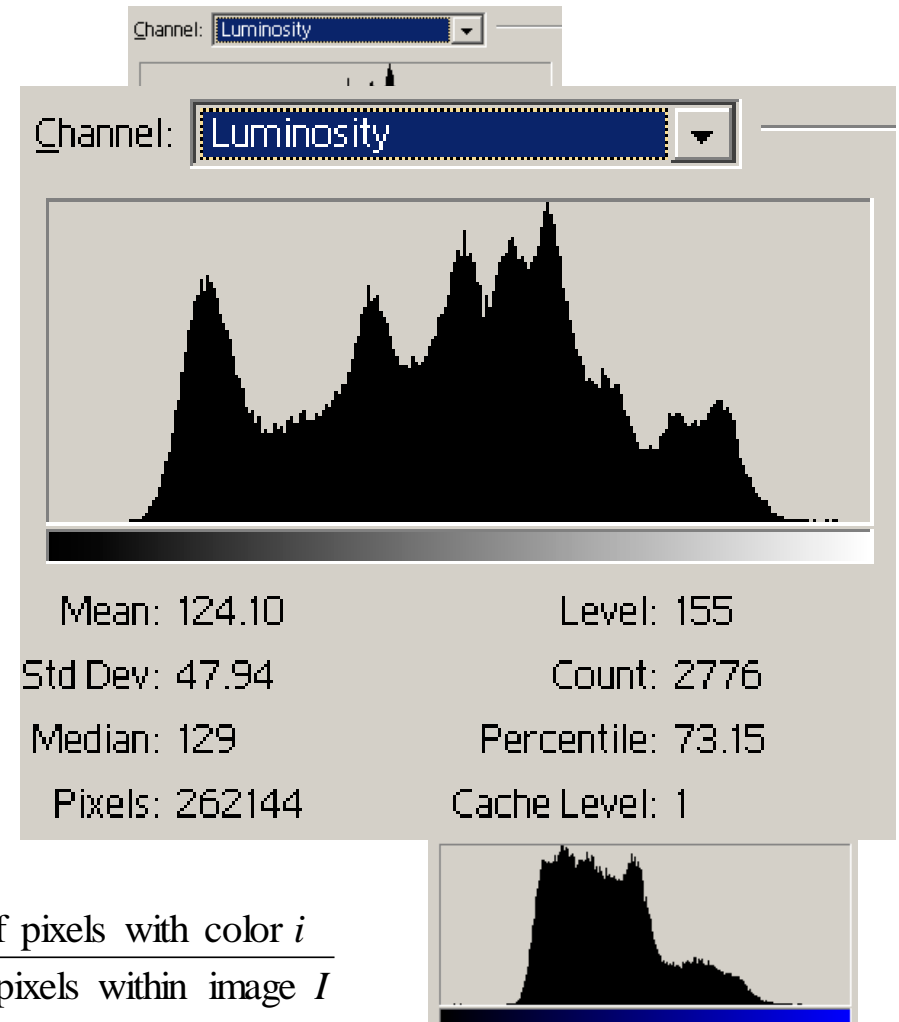 Channel: Luminosity
Channel: Luminosity
Mean: 124.10 Level: 155
Std Dev: 47.94 Count: 2776
Median: 129 Percentile: 73.15
Pixels: 262144 Cache Level: 1
f pixels with color i
pixels within image I